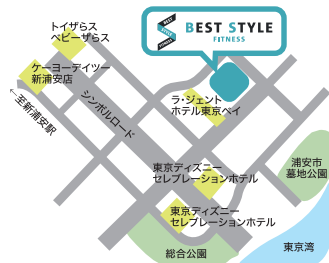 BEST STYLE
FITNESS
BEST
STYLE
FITNESS
トイザらス
ベビーザらス
ケーヨーデイツー
新浦安店
←至新浦安駅
シンボルロード
ラ・ジェント
ホテル東京ベイ
東京ディズニー
セレブレーションホテル
東京ディズニー
セレブレーションホテル
浦安市
墓地公園
総合公園
東京湾